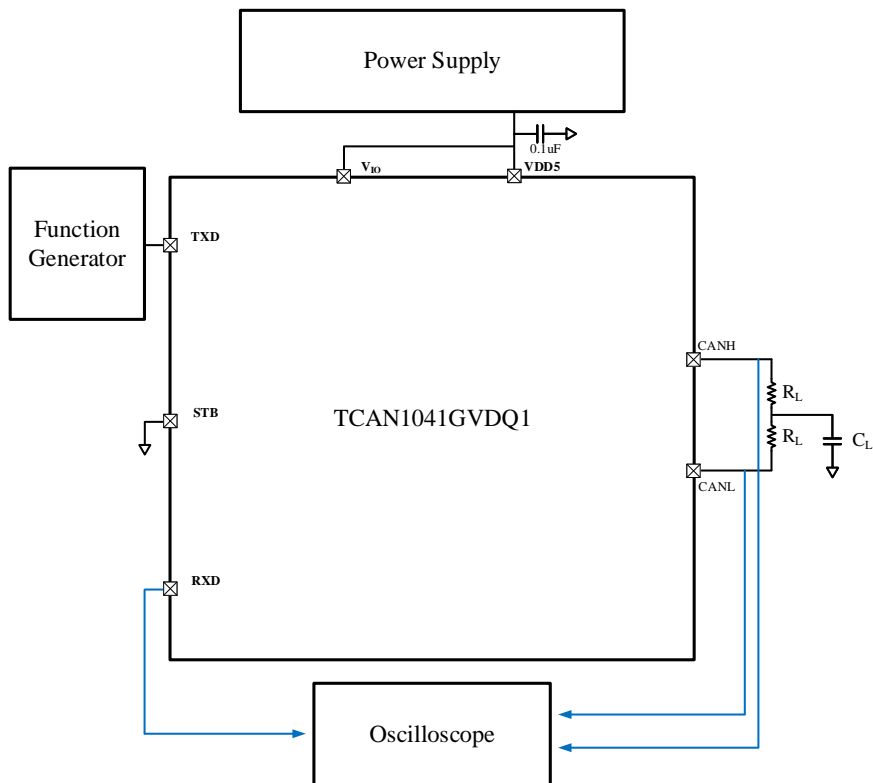 Power Supply
0.1uF
VIO
VDD5
Function
Generator
TXD
CANH
RL
STB
TCAN1041GVDQ1
RL
CL
CANL
RXD
Oscilloscope